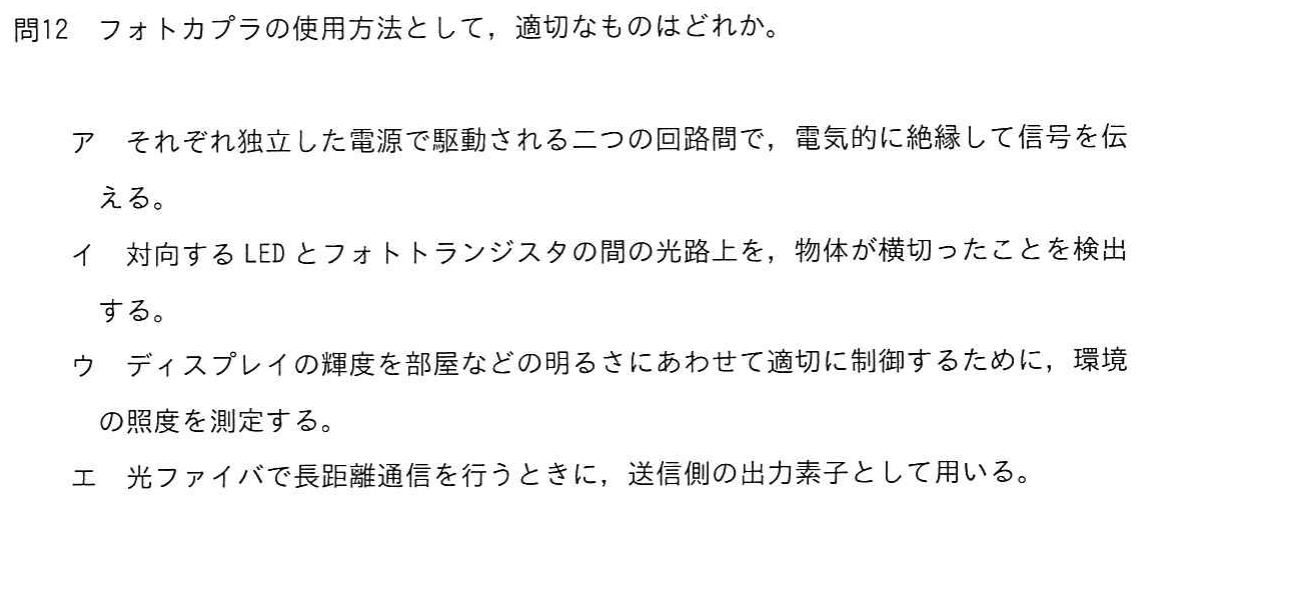 問12　フォトカプラの使用方法として，適切なものはどれか。
ア　それぞれ独立した電源で駆動される二つの回路間で，電気的に絶縁して信号を伝
える。
イ　対向する LED とフォトトランジスタの間の光路上を，物体が横切ったことを検出
する。
ウ　ディスプレイの輝度を部屋などの明るさにあわせて適切に制御するために，環境
の照度を測定する。
エ　光ファイバで長距離通信を行うときに，送信側の出力素子として用いる。